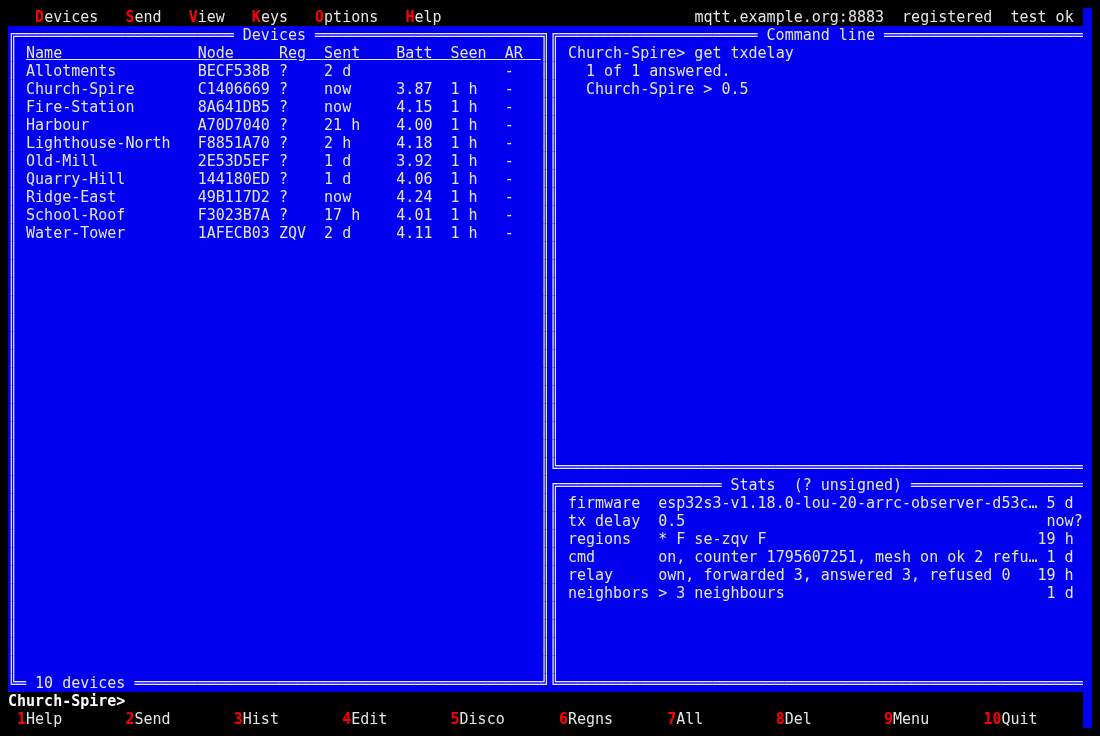 Devices Send View Keys Options Help mqtt.example.org:8883 registered test ok
Devices
Name Node Reg Sent Batt Seen AR
Allotments BECF538B ? 2 d -
Church-Spire C1406669 ? now 3.87 1 h -
Fire-Station 8A641DB5 ? now 4.15 1 h -
Harbour A70D7040 ? 21 h 4.00 1 h -
Lighthouse-North F8851A70 ? 2 h 4.18 1 h -
Old-Mill 2E53D5EF ? 1 d 3.92 1 h -
Quarry-Hill 144180ED ? 1 d 4.06 1 h -
Ridge-East 49B117D2 ? now 4.24 1 h -
School-Roof F3023B7A ? 17 h 4.01 1 h -
Water-Tower 1AFECB03 ZQV 2 d 4.11 1 h -
10 devices
Command line
Church-Spire> get txdelay
1 of 1 answered.
Church-Spire > 0.5
Stats (? unsigned)
firmware esp32s3-v1.18.0-lou-20-arrc-observer-d53c… 5 d
tx delay 0.5 now?
regions * F se-zqv F 19 h
cmd on, counter 1795607251, mesh on ok 2 refu… 1 d
relay own, forwarded 3, answered 3, refused 0 19 h
neighbors > 3 neighbours 1 d
Church-Spire>
1Help 2Send 3Hist 4Edit 5Disco 6Regns 7All 8Del 9Menu 10Quit